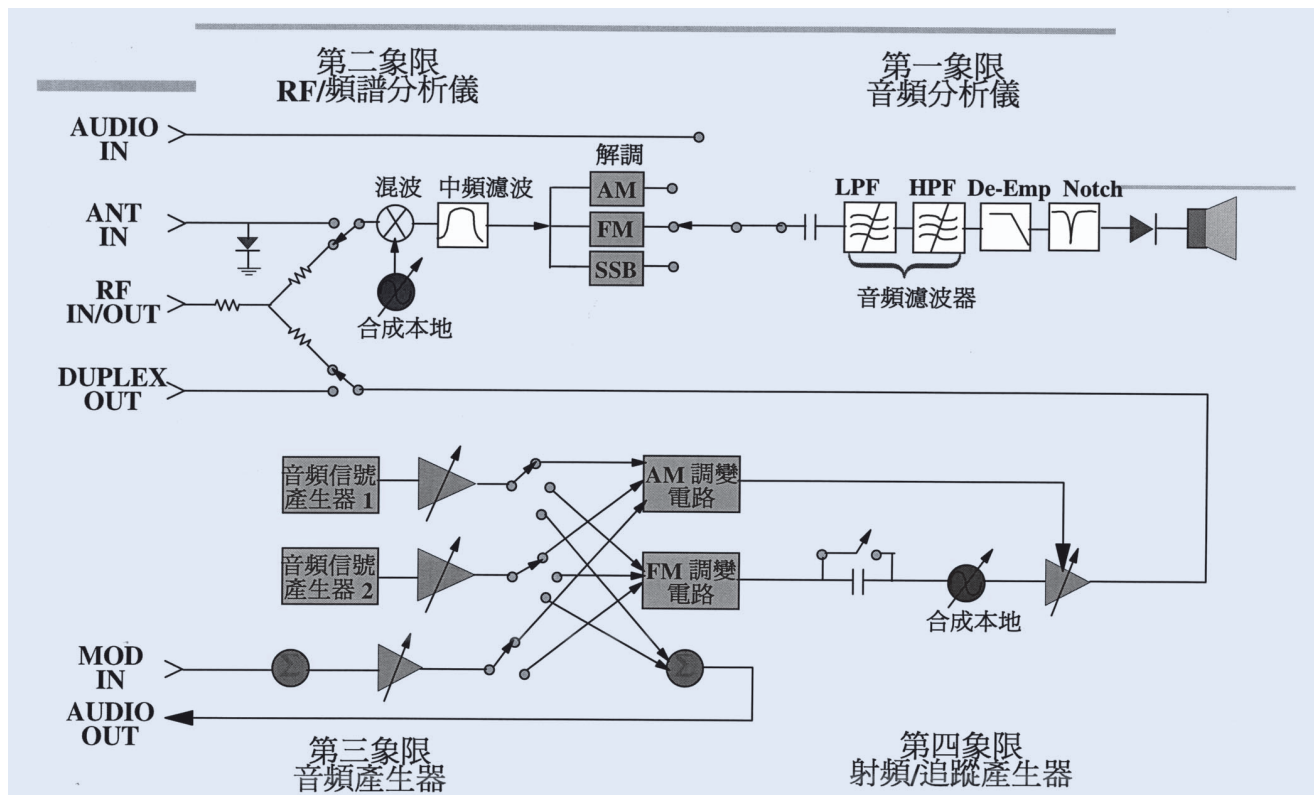 第二象限
RF/頻譜分析儀
第一象限
音頻分析儀
AUDIO
IN
解調
混波
中頻濾波
AM
LPF
HPF
De-Emp
Notch
ANT
IN
FM
SSB
RF
IN/OUT
音頻濾波器
合成本地
DUPLEX
OUT
音頻信號
產生器 1
AM 調變
電路
音頻信號
產生器 2
FM 調變
電路
合成本地
MOD
IN
Σ
Σ
AUDIO
OUT
第三象限
音頻產生器
第四象限
射頻/追蹤產生器